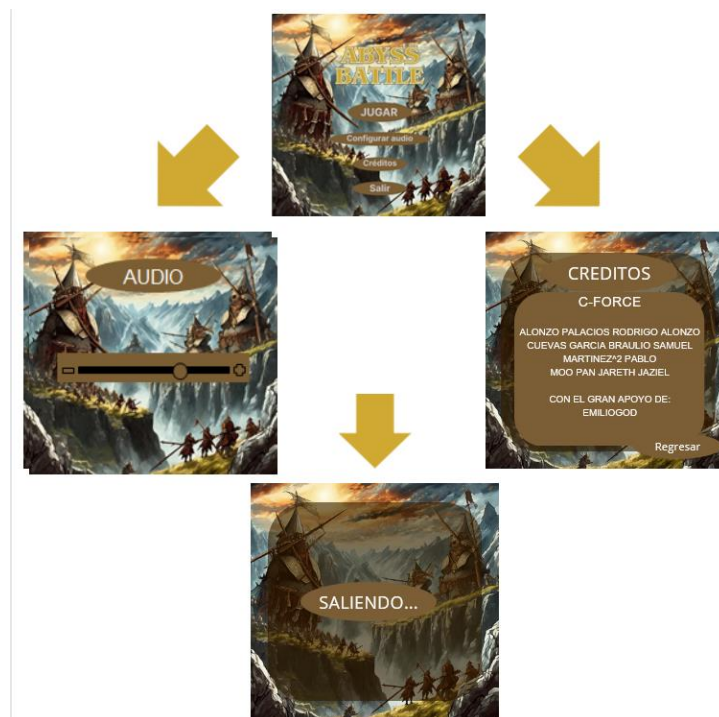 ABYSS
BATTLE
JUGAR
Configurar audio
Créditos
Salir
AUDIO
CREDITOS
C-FORCE
ALONZO PALACIOS RODRIGO ALONZO
CUEVAS GARCIA BRAULIO SAMUEL
MARTINEZ^2 PABLO
MOO PAN JARETH JAZIEL
CON EL GRAN APOYO DE:
EMILIOGOD
Regresar
SALIENDO...